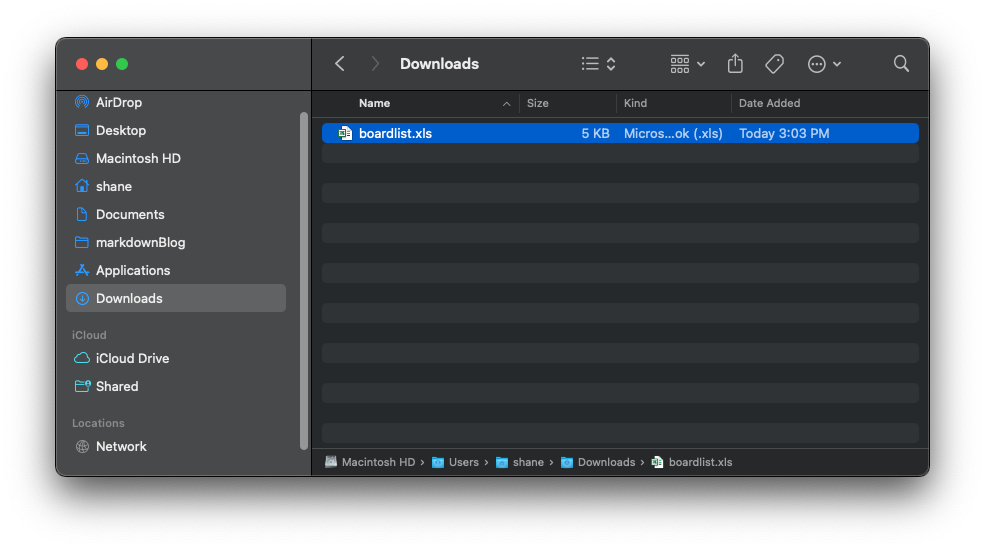 Downloads
AirDrop
Desktop
Macintosh HD
shane
Documents
markdownBlog
Applications
Downloads
iCloud
iCloud Drive
Shared
Locations
Network
Name Size Kind Date Added
boardlist.xls 5 KB Micros...ok (.xls) Today 3:03 PM
Macintosh HD › Users › shane › Downloads › boardlist.xls